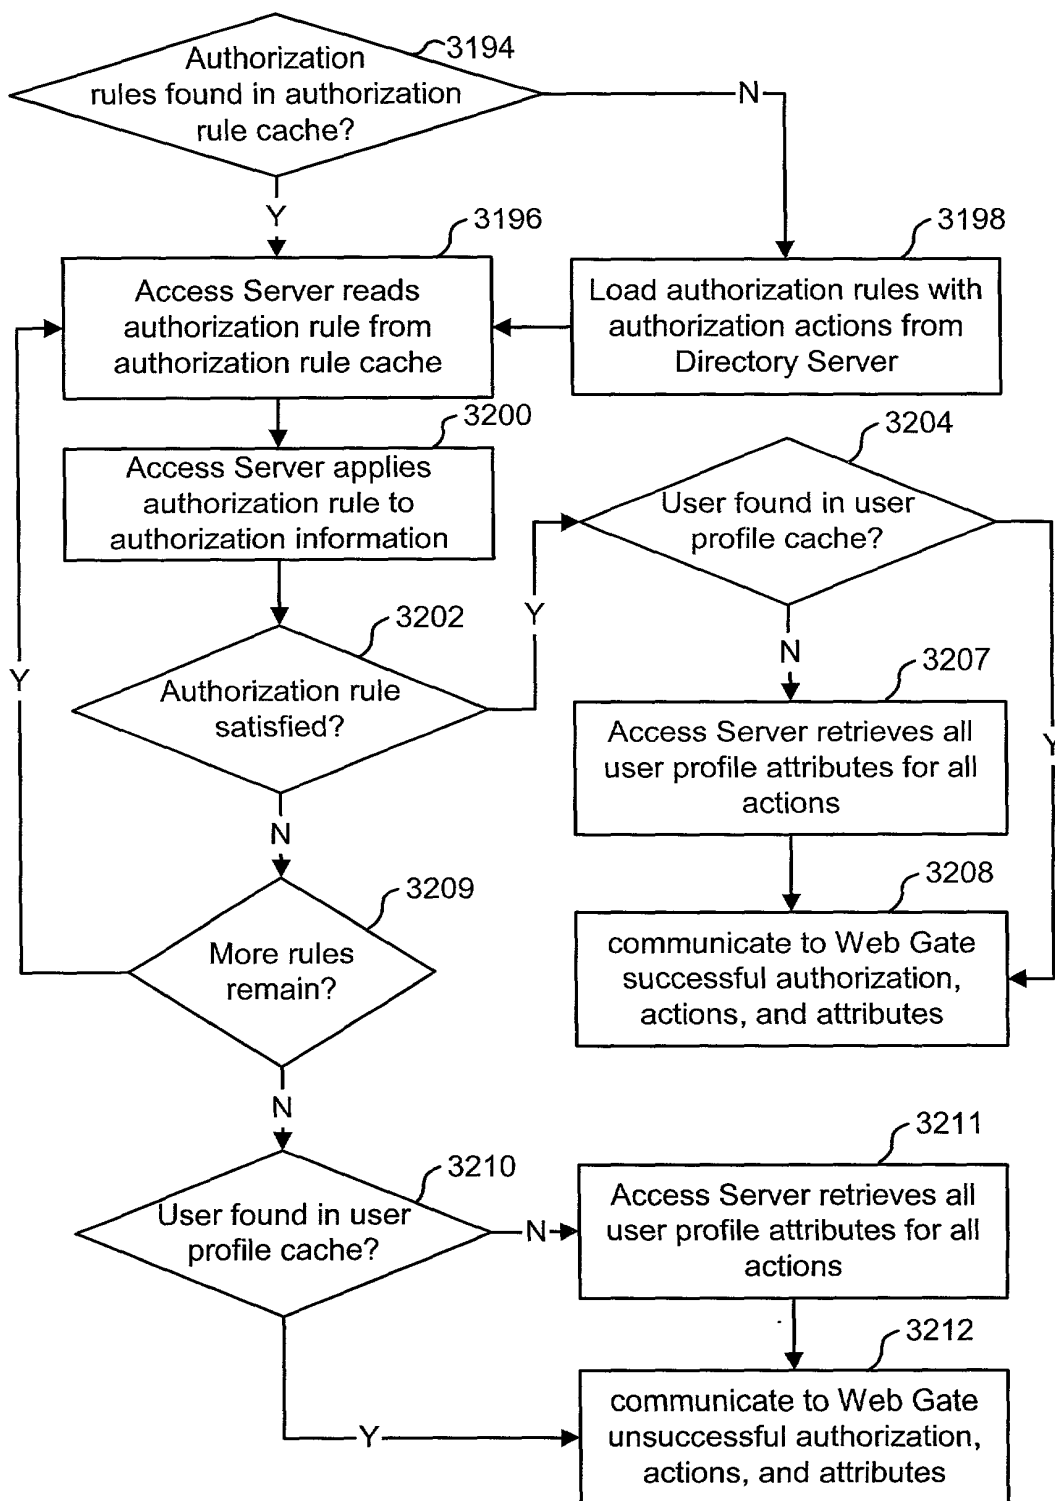 3194
Authorization
rules found in authorization
rule cache?
N
Y
3196
Access Server reads
authorization rule from
authorization rule cache
3198
Load authorization rules with
authorization actions from
Directory Server
3200
Access Server applies
authorization rule to
authorization information
3204
User found in user
profile cache?
Y
N
Y
3202
Authorization rule
satisfied?
Y
N
3207
Access Server retrieves all
user profile attributes for all
actions
3209
More rules
remain?
N
3208
communicate to Web Gate
successful authorization,
actions, and attributes
3210
User found in user
profile cache?
N
Y
3211
Access Server retrieves all
user profile attributes for all
actions
3212
communicate to Web Gate
unsuccessful authorization,
actions, and attributes